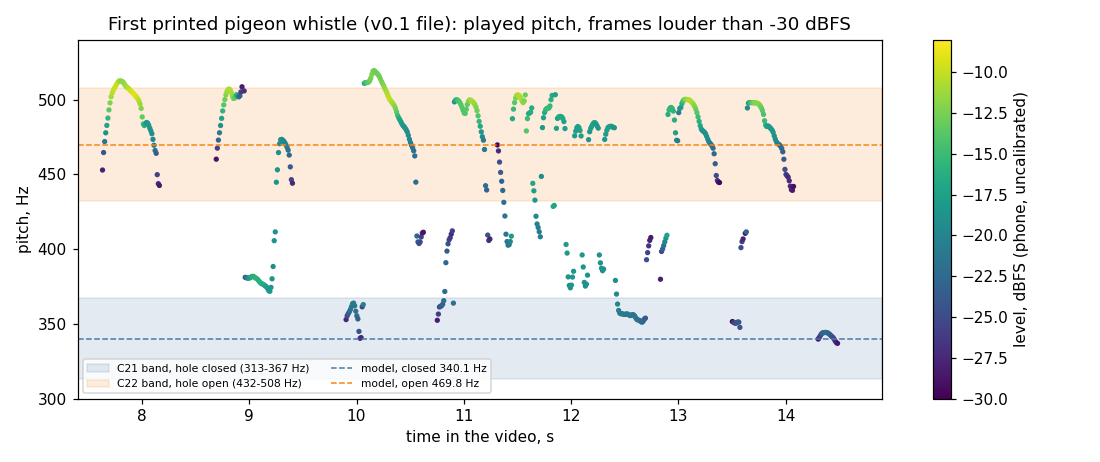 First printed pigeon whistle (v0.1 file): played pitch, frames louder than -30 dBFS
pitch, Hz
500
450
400
350
300
8
9
10
11
12
13
14
time in the video, s
C21 band, hole closed (313-367 Hz)
C22 band, hole open (432-508 Hz)
model, closed 340.1 Hz
model, open 469.8 Hz
−10.0
−12.5
−15.0
−17.5
−20.0
−22.5
−25.0
−27.5
−30.0
level, dBFS (phone, uncalibrated)